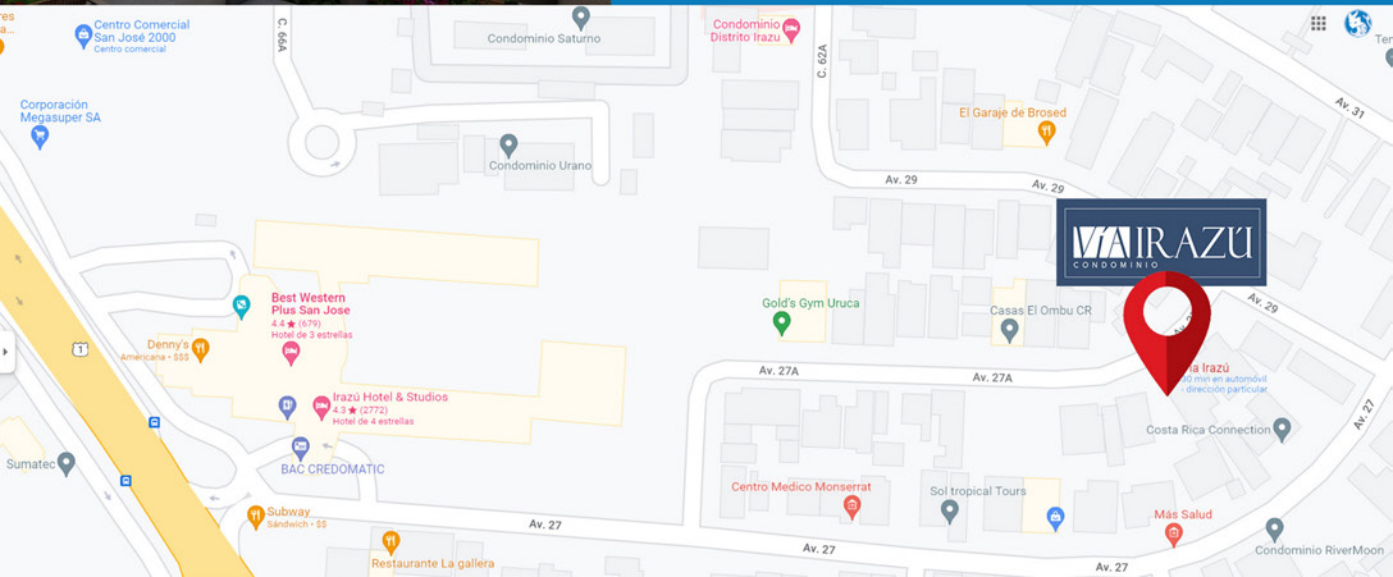 Centro Comercial
San José 2000
Centro comercial
C. 66A
Condominio Saturno
Condominio
Distrito Irazu
C. 62A
Av. 31
Corporación
Megasuper SA
El Garaje de Brosed
Condominio Urano
Av. 29
Av. 29
VÍA IRAZÚ
CONDOMINIO
Best Western
Plus San Jose
4.4 ★ (679)
Hotel de 3 estrellas
Gold's Gym Uruca
Casas El Ombu CR
Av. 29
Denny's
Americana • $$$
1
Av. 27A
Av. 27A
ía Irazú
min en automóvil
- dirección particular
Irazú Hotel & Studios
4.3 ★ (2772)
Hotel de 4 estrellas
Av. 27
Costa Rica Connection
Sumatec
BAC CREDOMATIC
Centro Medico Monserrat
Sol tropical Tours
Subway
Sándwich • $$
Más Salud
Av. 27
Av. 27
Condominio RiverMoon
Restaurante La gallera
Av. 27